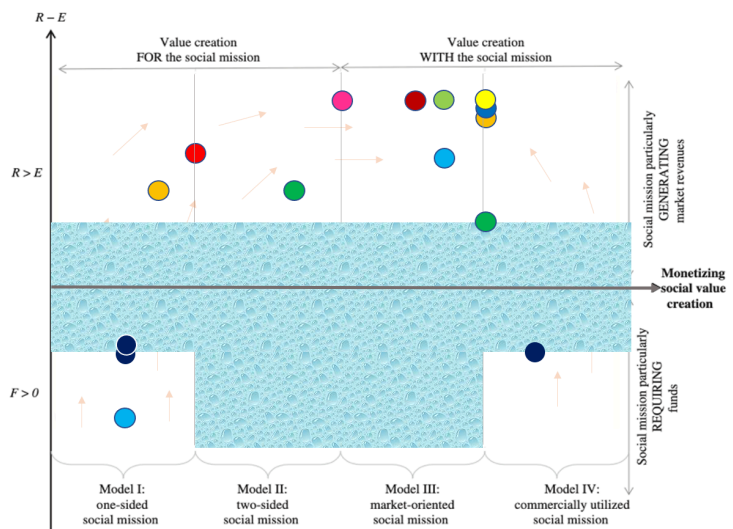 R – E
Value creation
FOR the social mission
Value creation
WITH the social mission
R > E
Social mission particularly
GENERATING
market revenues
Monetizing
social value
creation
F > 0
Social mission particularly
REQUIRING
funds
Model I:
one-sided
social mission
Model II:
two-sided
social mission
Model III:
market-oriented
social mission
Model IV:
commercially utilized
social mission